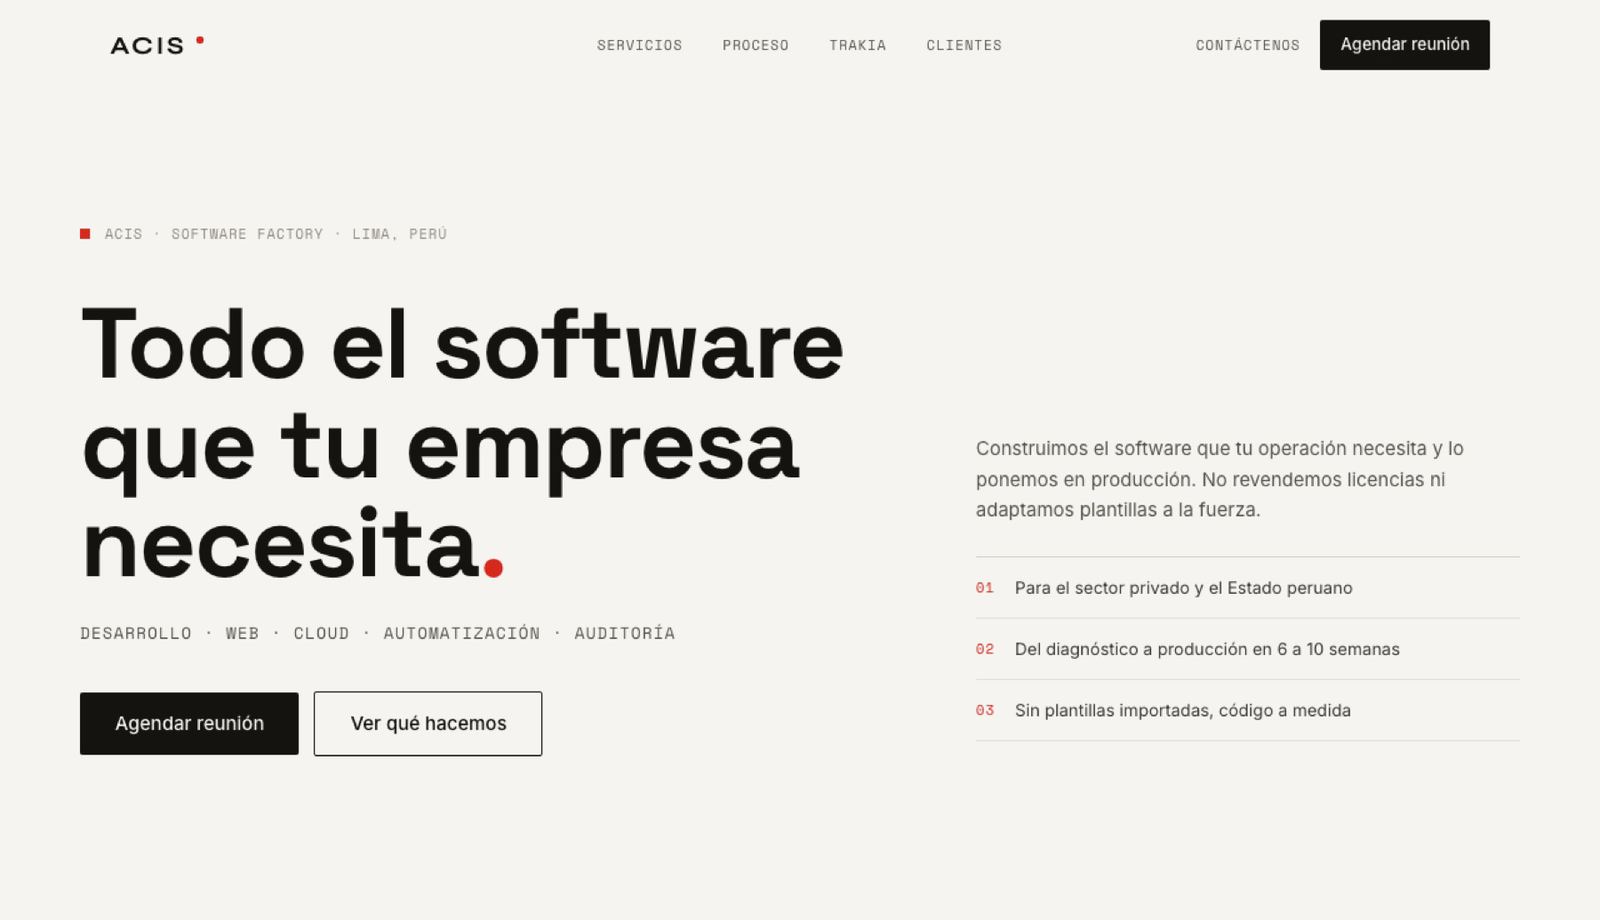 ACIS
SERVICIOS PROCESO TRAKIA CLIENTES
CONTÁCTENOS Agendar reunión
ACIS · SOFTWARE FACTORY · LIMA, PERÚ
Todo el software
que tu empresa
necesita.
DESARROLLO · WEB · CLOUD · AUTOMATIZACIÓN · AUDITORÍA
Agendar reunión Ver qué hacemos
Construimos el software que tu operación necesita y lo
ponemos en producción. No revendemos licencias ni
adaptamos plantillas a la fuerza.
01 Para el sector privado y el Estado peruano
02 Del diagnóstico a producción en 6 a 10 semanas
03 Sin plantillas importadas, código a medida